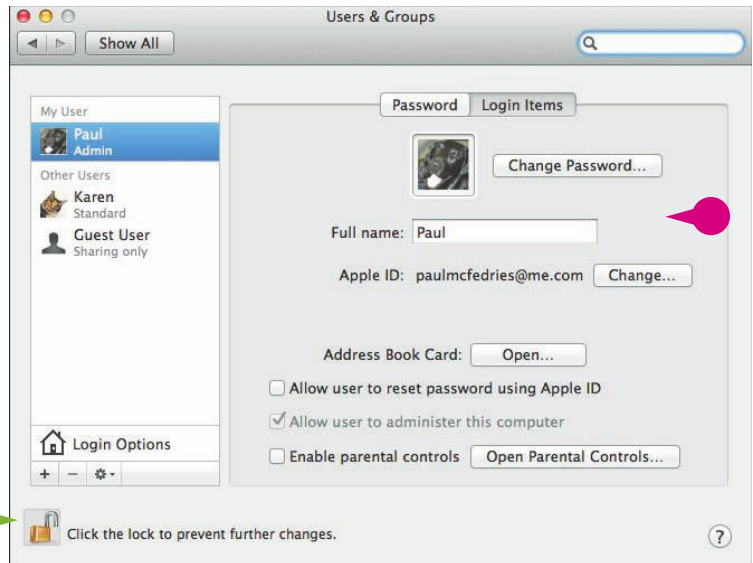 Users & Groups
Show All
My User
Paul
Admin
Other Users
Karen
Standard
Guest User
Sharing only
Login Options
+ −
Password Login Items
Change Password...
Full name: Paul
Apple ID: paulmcfedries@me.com Change...
Address Book Card: Open...
Allow user to reset password using Apple ID
Allow user to administer this computer
Enable parental controls Open Parental Controls...
Click the lock to prevent further changes.
?